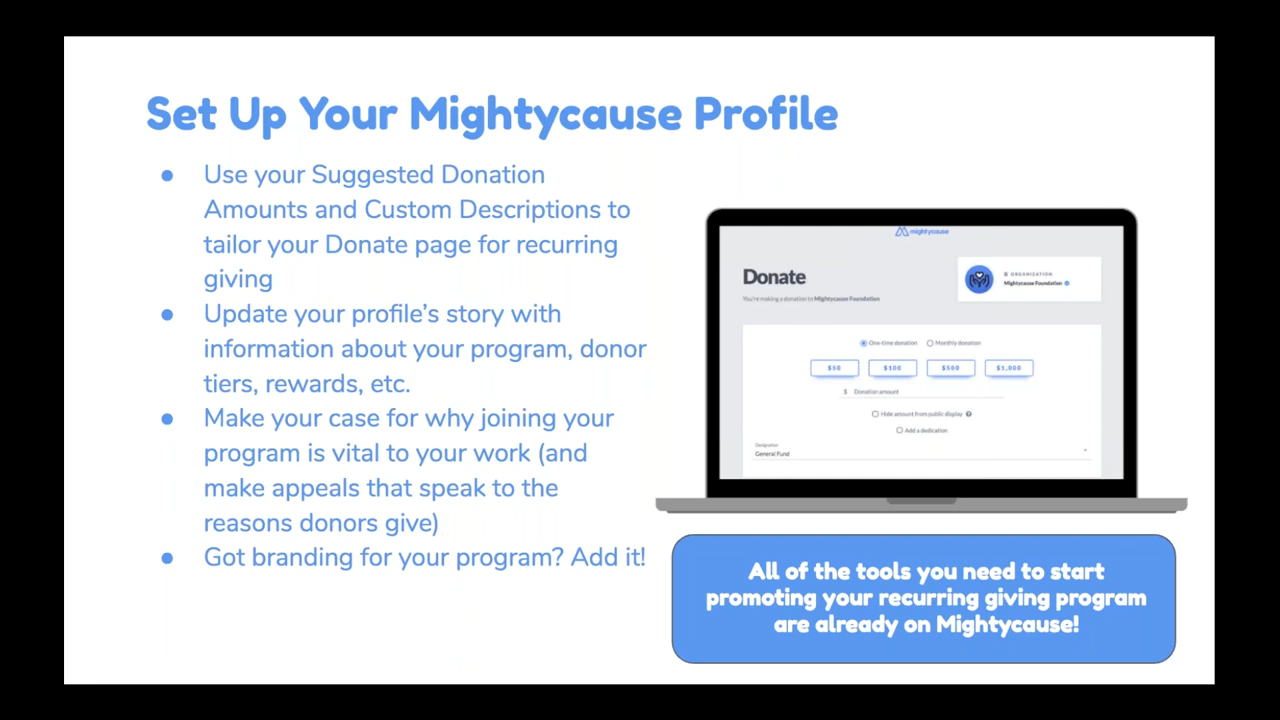 Set Up Your Mightycause Profile
● Use your Suggested Donation
Amounts and Custom Descriptions to
tailor your Donate page for recurring
giving
● Update your profile's story with
information about your program, donor
tiers, rewards, etc.
● Make your case for why joining your
program is vital to your work (and
make appeals that speak to the
reasons donors give)
● Got branding for your program? Add it!
mightycause
Donate
You're making a donation to Mightycause Foundation
ORGANIZATION
Mightycause Foundation
One-time donation Monthly donation
$50 $100 $500 $1,000
$ Donation amount
Hide amount from public display
Add a dedication
Designation
General Fund
All of the tools you need to start
promoting your recurring giving program
are already on Mightycause!